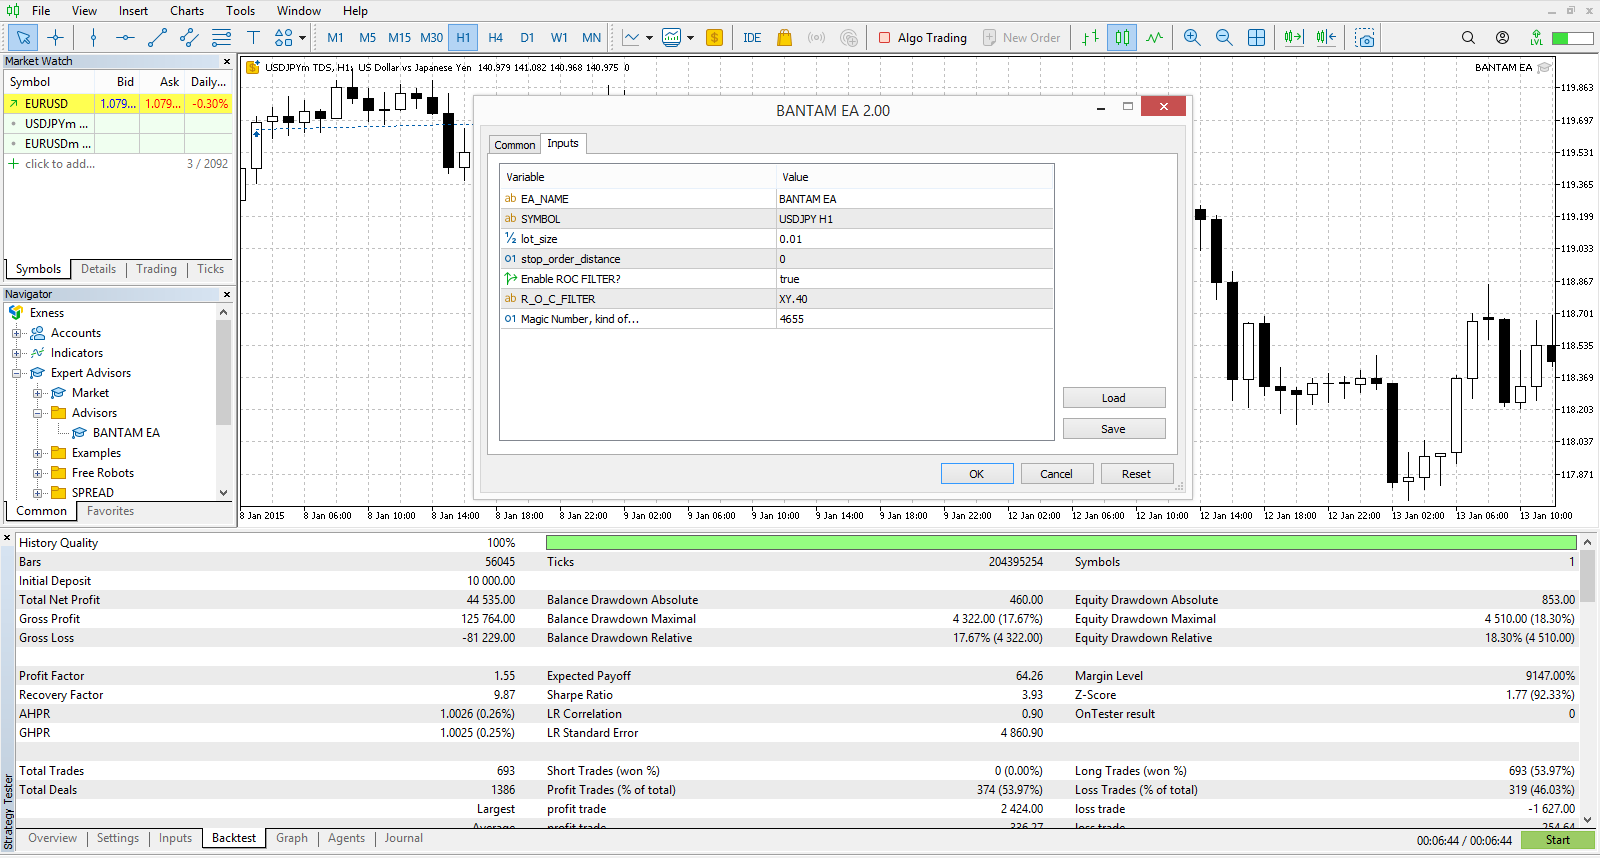 File View Insert Charts Tools Window Help
M1 M5 M15 M30 H1 H4 D1 W1 MN IDE Algo Trading New Order LVL
Market Watch
Symbol Bid Ask Daily...
EURUSD 1.079... 1.079... -0.30%
USDJPYm ...
EURUSDm ...
click to add... 3 / 2092
Symbols Details Trading Ticks
Navigator
Exness
Accounts
Indicators
Expert Advisors
Market
Advisors
BANTAM EA
Examples
Free Robots
SPREAD
Common Favorites
USDJPYm TDS, H1: US Dollar vs Japanese Yen 140.979 141.082 140.968 140.975 0
BANTAM EA
119.863
119.697
119.531
119.365
119.199
119.033
118.867
118.701
118.535
118.369
118.203
118.037
117.871
8 Jan 2015 8 Jan 06:00 8 Jan 10:00 8 Jan 14:00 8 Jan 18:00 8 Jan 22:00 9 Jan 02:00 9 Jan 06:00 9 Jan 10:00 9 Jan 14:00 9 Jan 18:00 9 Jan 22:00 12 Jan 02:00 12 Jan 06:00 12 Jan 10:00 12 Jan 14:00 12 Jan 18:00 12 Jan 22:00 13 Jan 02:00 13 Jan 06:00 13 Jan 10:00
BANTAM EA 2.00
Common Inputs
Variable Value
ab EA_NAME BANTAM EA
ab SYMBOL USDJPY H1
½ lot_size 0.01
01 stop_order_distance 0
Enable ROC FILTER? true
ab R_O_C_FILTER XY.40
01 Magic Number, kind of... 4655
Load
Save
OK Cancel Reset
History Quality 100%
Bars 56045 Ticks 204395254 Symbols 1
Initial Deposit 10 000.00
Total Net Profit 44 535.00 Balance Drawdown Absolute 460.00 Equity Drawdown Absolute 853.00
Gross Profit 125 764.00 Balance Drawdown Maximal 4 322.00 (17.67%) Equity Drawdown Maximal 4 510.00 (18.30%)
Gross Loss -81 229.00 Balance Drawdown Relative 17.67% (4 322.00) Equity Drawdown Relative 18.30% (4 510.00)
Profit Factor 1.55 Expected Payoff 64.26 Margin Level 9147.00%
Recovery Factor 9.87 Sharpe Ratio 3.93 Z-Score 1.77 (92.33%)
AHPR 1.0026 (0.26%) LR Correlation 0.90 OnTester result 0
GHPR 1.0025 (0.25%) LR Standard Error 4 860.90
Total Trades 693 Short Trades (won %) 0 (0.00%) Long Trades (won %) 693 (53.97%)
Total Deals 1386 Profit Trades (% of total) 374 (53.97%) Loss Trades (% of total) 319 (46.03%)
Largest profit trade 2 424.00 loss trade -1 627.00
Average profit trade 336.27 loss trade -254.64
Strategy Tester
Overview Settings Inputs Backtest Graph Agents Journal
00:06:44 / 00:06:44 Start